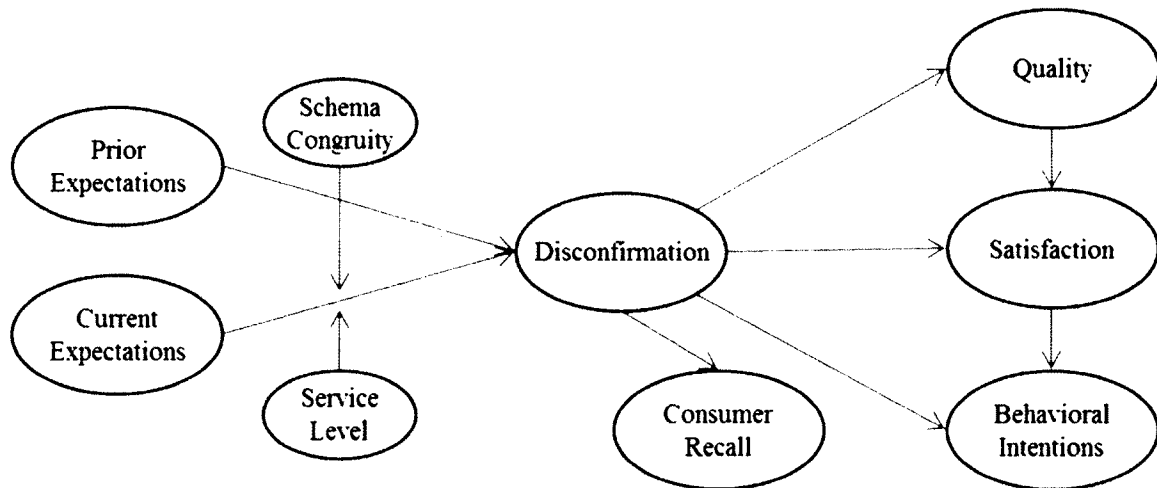 Prior
Expectations
Schema
Congruity
Current
Expectations
Service
Level
Disconfirmation
Consumer
Recall
Quality
Satisfaction
Behavioral
Intentions